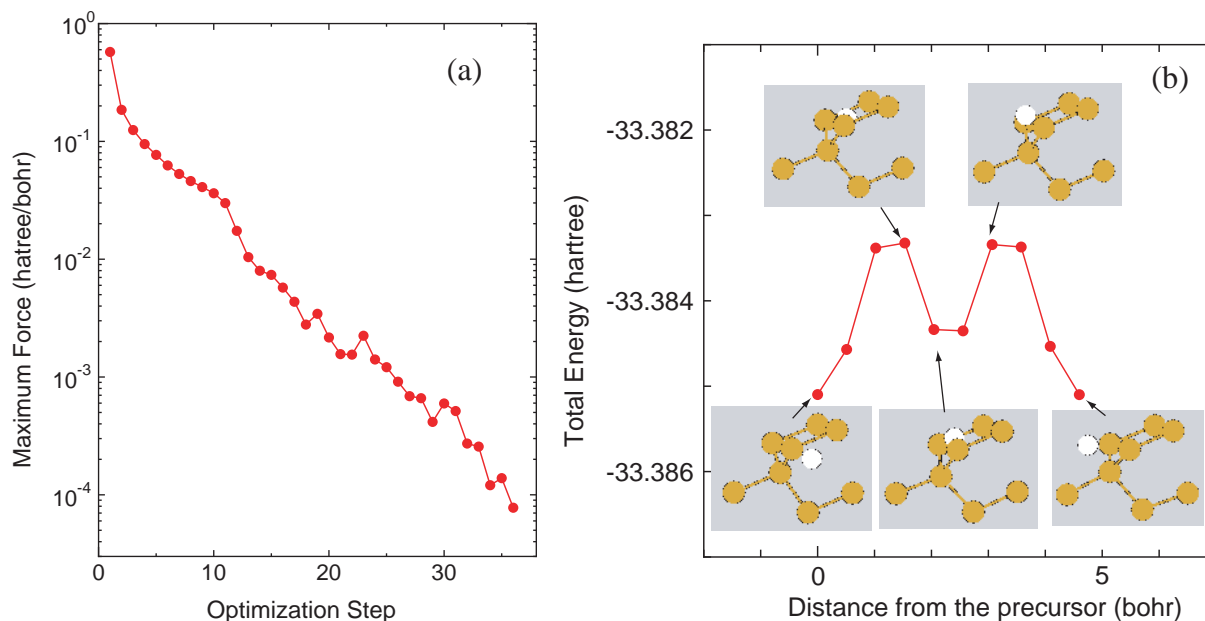 (a)
Maximum Force (hatree/bohr)
10^0
10^-1
10^-2
10^-3
10^-4
0 10 20 30
Optimization Step
(b)
Total Energy (hartree)
-33.382
-33.384
-33.386
0 5
Distance from the precursor (bohr)